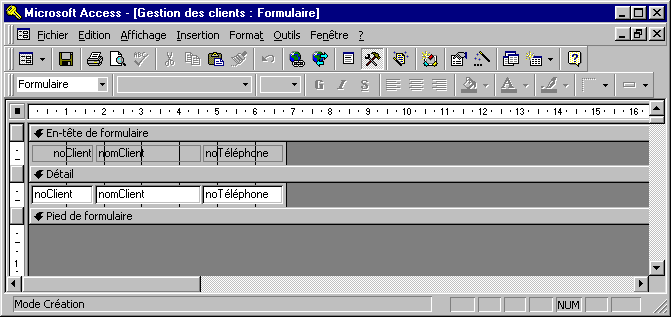 Microsoft Access - [Gestion des clients : Formulaire]
Fichier Edition Affichage Insertion Format Outils Fenêtre ?
Formulaire G I S
1 2 3 4 5 6 7 8 9 10 11 12 13 14 15 16
En-tête de formulaire
noClient nomClient noTéléphone
Détail
noClient nomClient noTéléphone
Pied de formulaire
1
Mode Création NUM